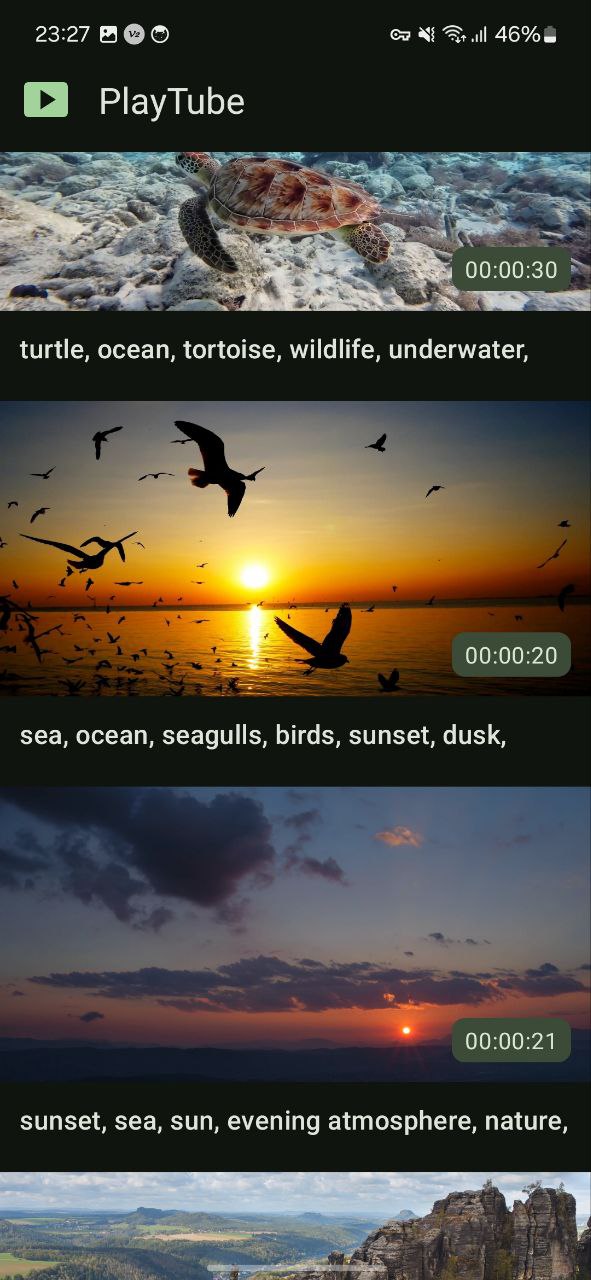 23:27 V2 46%
PlayTube
00:00:30
turtle, ocean, tortoise, wildlife, underwater,
00:00:20
sea, ocean, seagulls, birds, sunset, dusk,
00:00:21
sunset, sea, sun, evening atmosphere, nature,